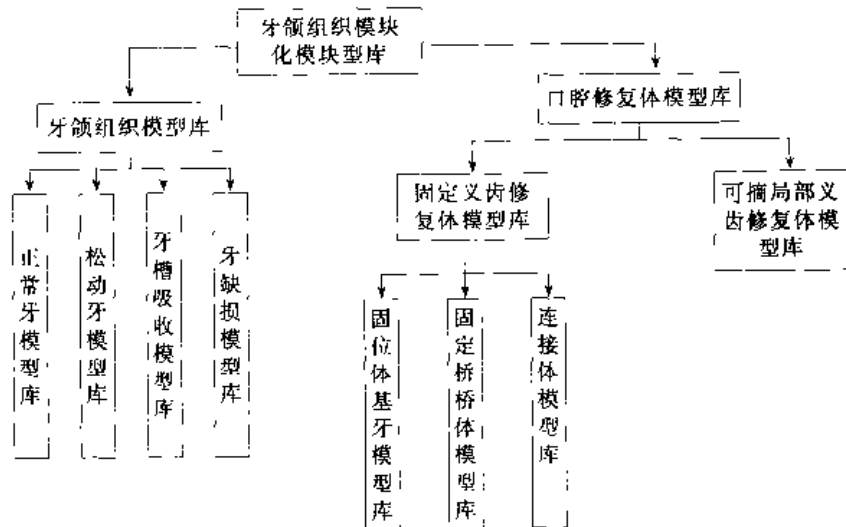 牙颌组织模块
化模块型库
口腔修复体模型库
牙颌组织模型库
固定义齿修
复体模型库
可摘局部义
齿修复体模
型库
正常牙模型库
松动牙模型库
牙槽吸收模型库
牙缺损模型库
固位体基牙模型库
固定桥桥体模型库
连接体模型库